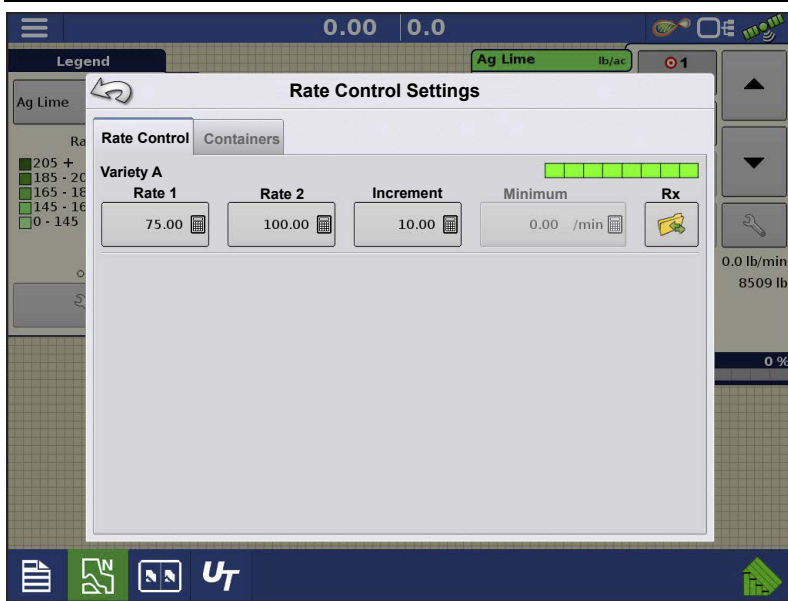 0.00 0.0
Legend
Ag Lime lb/ac
1
Ag Lime
Rate Control Settings
Ra
205 +
185 - 20
165 - 18
145 - 16
0 - 145
Rate Control Containers
Variety A
Rate 1 Rate 2 Increment Minimum Rx
75.00 100.00 10.00 0.00 /min
0.0 lb/min
8509 lb
0 %
N
UT